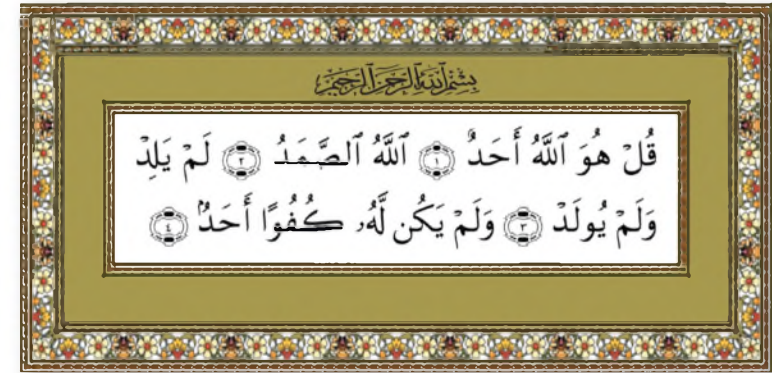 بِسْمِ ٱللَّهِ ٱلرَّحْمَٰنِ ٱلرَّحِيمِ
قُلْ هُوَ ٱللَّهُ أَحَدٌ ١ ٱللَّهُ ٱلصَّمَدُ ٢ لَمْ يَلِدْ
وَلَمْ يُولَدْ ٣ وَلَمْ يَكُن لَّهُۥ كُفُوًا أَحَدٌۢ ٤